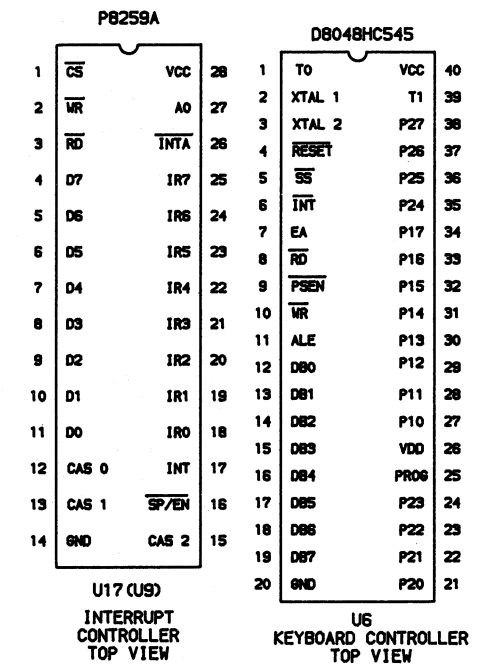 P8259A
1 CS VCC 28
2 WR A0 27
3 RD INTA 26
4 D7 IR7 25
5 D6 IR6 24
6 D5 IR5 23
7 D4 IR4 22
8 D3 IR3 21
9 D2 IR2 20
10 D1 IR1 19
11 D0 IR0 18
12 CAS 0 INT 17
13 CAS 1 SP/EN 16
14 GND CAS 2 15
U17 (U9)
INTERRUPT
CONTROLLER
TOP VIEW
D8048HC545
1 T0 VCC 40
2 XTAL 1 T1 39
3 XTAL 2 P27 38
4 RESET P26 37
5 SS P25 36
6 INT P24 35
7 EA P17 34
8 RD P16 33
9 PSEN P15 32
10 WR P14 31
11 ALE P13 30
12 DB0 P12 29
13 DB1 P11 28
14 DB2 P10 27
15 DB3 VDD 26
16 DB4 PROG 25
17 DB5 P23 24
18 DB6 P22 23
19 DB7 P21 22
20 GND P20 21
U6
KEYBOARD CONTROLLER
TOP VIEW